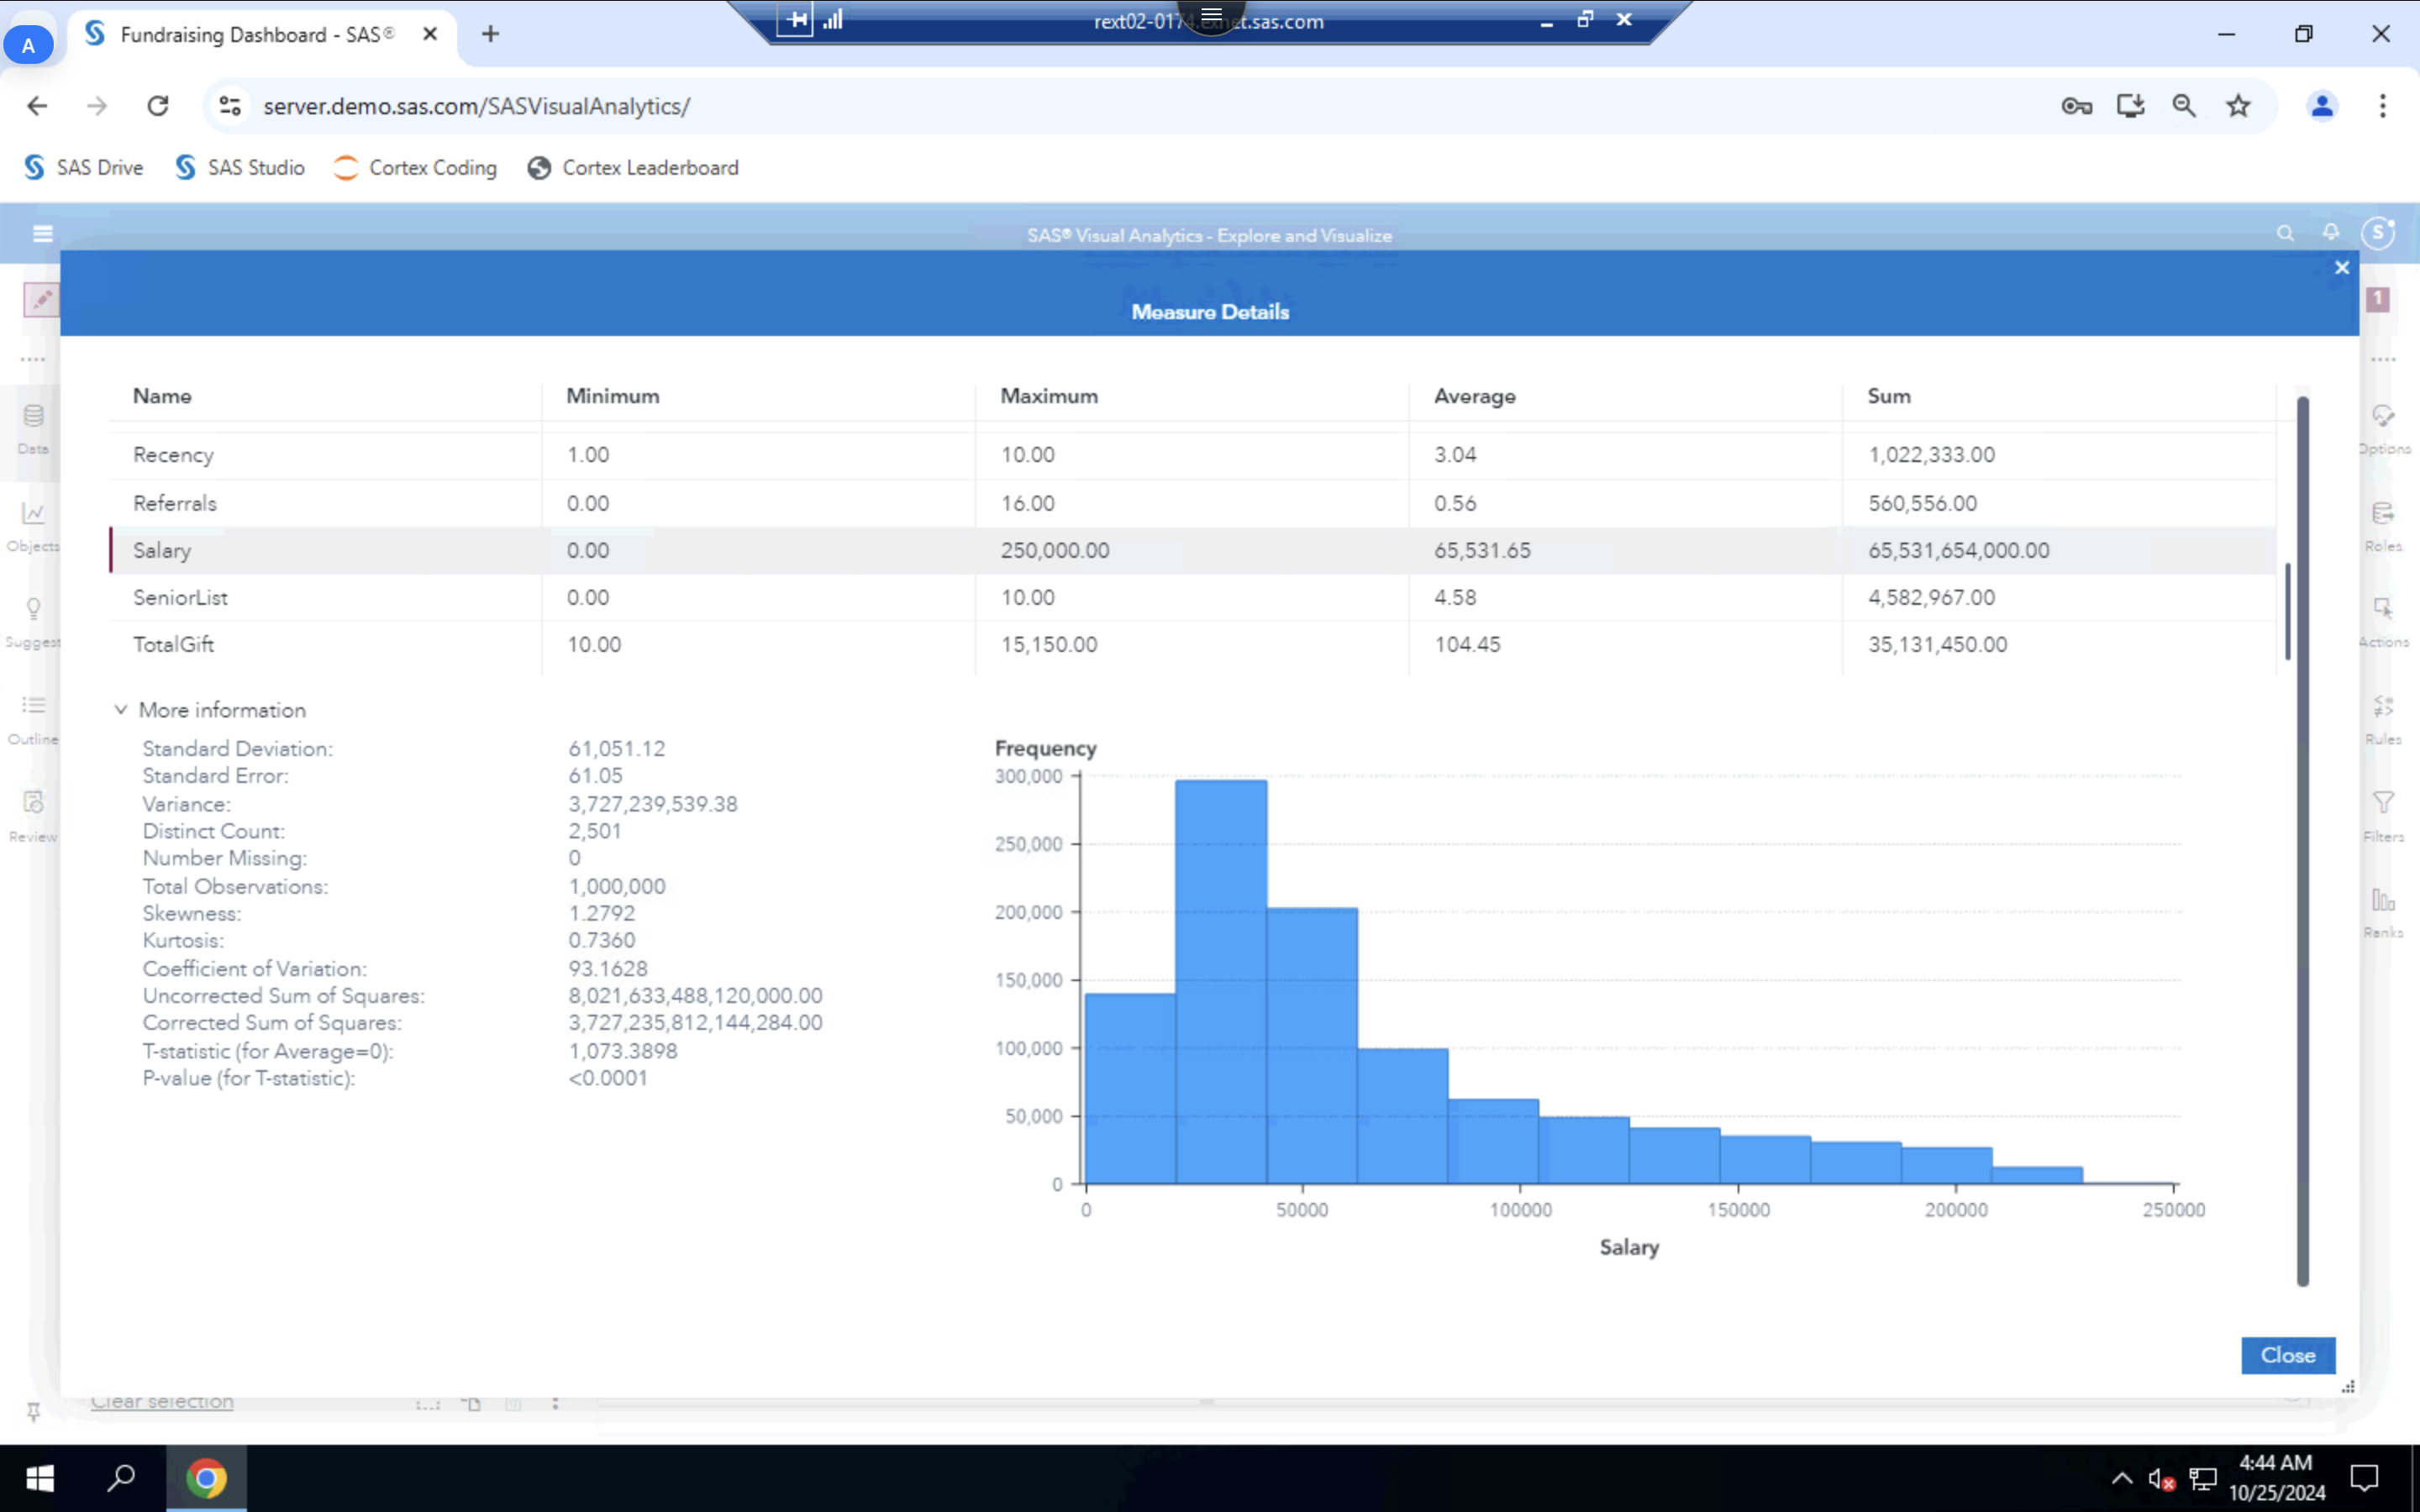 A
Fundraising Dashboard - SAS®
rext02-0174.exnet.sas.com
server.demo.sas.com/SASVisualAnalytics/
SAS Drive SAS Studio Cortex Coding Cortex Leaderboard
SAS® Visual Analytics - Explore and Visualize
S
Measure Details
1
Name Minimum Maximum Average Sum
Recency 1.00 10.00 3.04 1,022,333.00
Referrals 0.00 16.00 0.56 560,556.00
Salary 0.00 250,000.00 65,531.65 65,531,654,000.00
SeniorList 0.00 10.00 4.58 4,582,967.00
TotalGift 10.00 15,150.00 104.45 35,131,450.00
Data
Objects
Suggest
Outline
Review
Options
Roles
Actions
Rules
Filters
Ranks
More information
Standard Deviation: 61,051.12
Standard Error: 61.05
Variance: 3,727,239,539.38
Distinct Count: 2,501
Number Missing: 0
Total Observations: 1,000,000
Skewness: 1.2792
Kurtosis: 0.7360
Coefficient of Variation: 93.1628
Uncorrected Sum of Squares: 8,021,633,488,120,000.00
Corrected Sum of Squares: 3,727,235,812,144,284.00
T-statistic (for Average=0): 1,073.3898
P-value (for T-statistic): <0.0001
Frequency
300,000
250,000
200,000
150,000
100,000
50,000
0
0 50000 100000 150000 200000 250000
Salary
Close
Clear selection
4:44 AM
10/25/2024